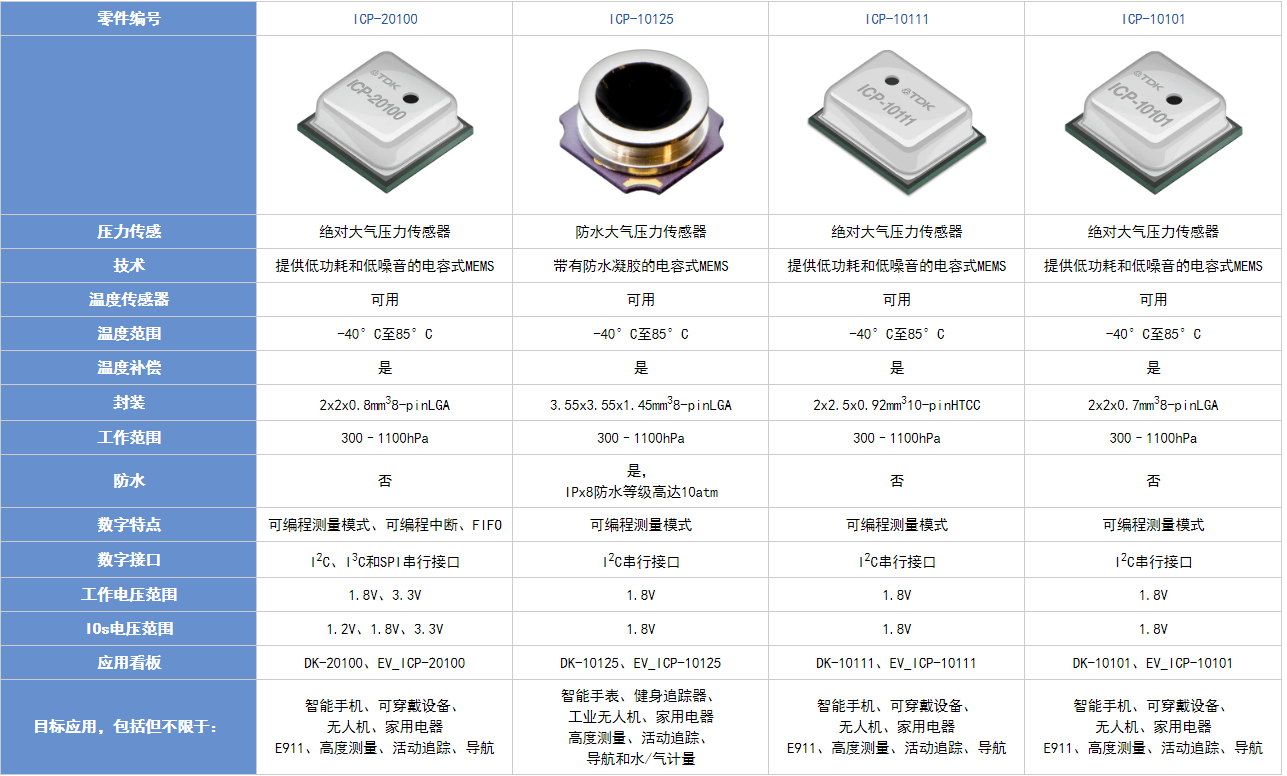 零件编号 ICP-20100 ICP-10125 ICP-10111 ICP-10101
TDK TDK TDK
ICP-20100 ICP-10111 ICP-10101
压力传感 绝对大气压力传感器 防水大气压力传感器 绝对大气压力传感器 绝对大气压力传感器
技术 提供低功耗和低噪音的电容式MEMS 带有防水凝胶的电容式MEMS 提供低功耗和低噪音的电容式MEMS 提供低功耗和低噪音的电容式MEMS
温度传感器 可用 可用 可用 可用
温度范围 -40°C至85°C -40°C至85°C -40°C至85°C -40°C至85°C
温度补偿 是 是 是 是
封装 2x2x0.8mm³8-pinLGA 3.55x3.55x1.45mm³8-pinLGA 2x2.5x0.92mm³10-pinHTCC 2x2x0.7mm³8-pinLGA
工作范围 300–1100hPa 300–1100hPa 300–1100hPa 300–1100hPa
防水 否 是, 否 否
IPx8防水等级高达10atm
数字特点 可编程测量模式、可编程中断、FIFO 可编程测量模式 可编程测量模式 可编程测量模式
数字接口 I²C、I³C和SPI串行接口 I²C串行接口 I²C串行接口 I²C串行接口
工作电压范围 1.8V、3.3V 1.8V 1.8V 1.8V
IOs电压范围 1.2V、1.8V、3.3V 1.8V 1.8V 1.8V
应用看板 DK-20100、EV_ICP-20100 DK-10125、EV_ICP-10125 DK-10111、EV_ICP-10111 DK-10101、EV_ICP-10101
目标应用，包括但不限于：
智能手机、可穿戴设备、
无人机、家用电器
E911、高度测量、活动追踪、导航
智能手表、健身追踪器、
工业无人机、家用电器
高度测量、活动追踪、
导航和水/气计量
智能手机、可穿戴设备、
无人机、家用电器
E911、高度测量、活动追踪、导航
智能手机、可穿戴设备、
无人机、家用电器
E911、高度测量、活动追踪、导航